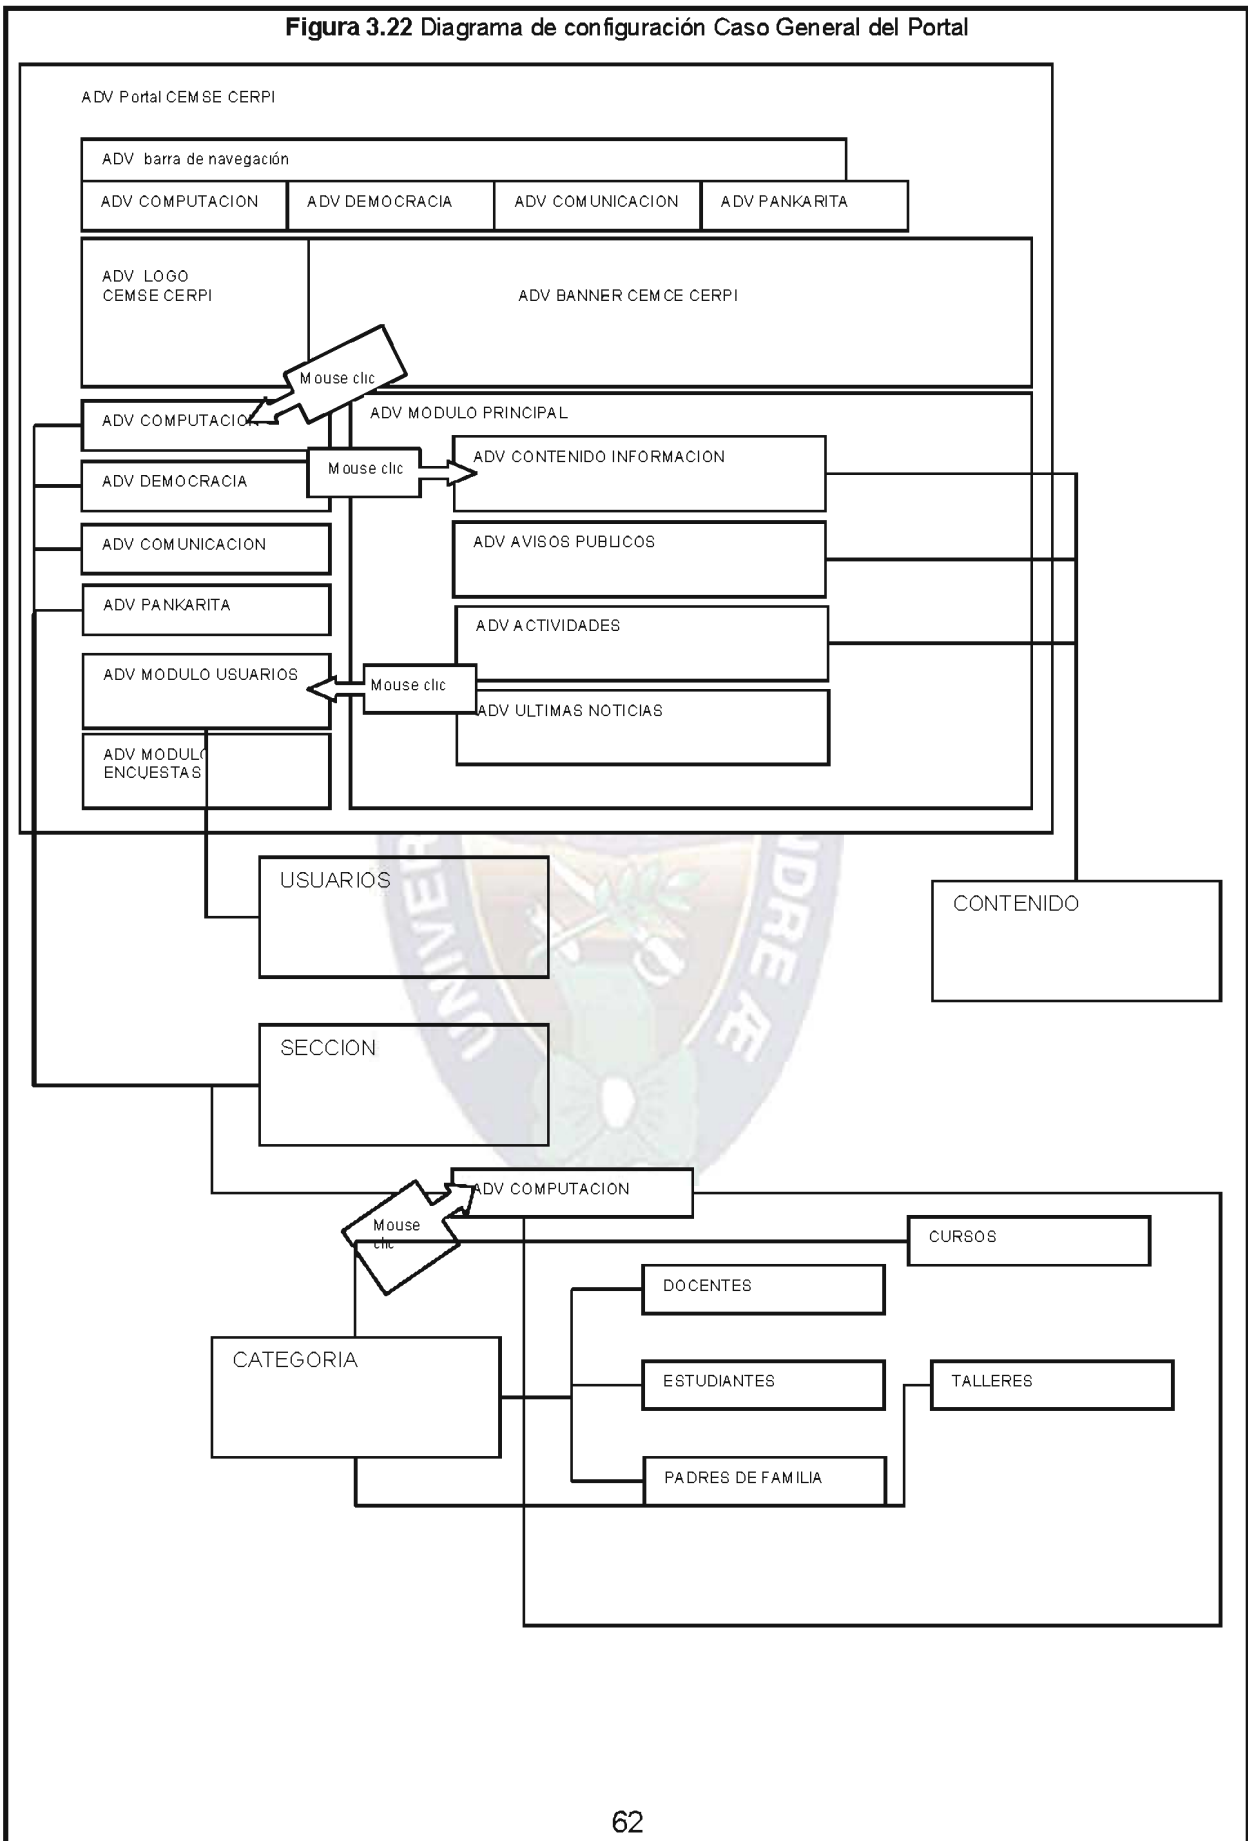 Figura 3.22 Diagrama de configuración Caso General del Portal
ADV Portal CEMSE CERPI
ADV barra de navegación
ADV COMPUTACION
ADV DEMOCRACIA
ADV COMUNICACION
ADV PANKARITA
ADV LOGO
CEMSE CERPI
ADV BANNER CEMCE CERPI
Mouse clic
ADV COMPUTACION
ADV MODULO PRINCIPAL
ADV CONTENIDO INFORMACION
Mouse clic
ADV DEMOCRACIA
ADV COMUNICACION
ADV AVISOS PUBLICOS
ADV PANKARITA
ADV ACTIVIDADES
ADV MODULO USUARIOS
Mouse clic
ADV ULTIMAS NOTICIAS
ADV MODULO
ENCUESTAS
USUARIOS
CONTENIDO
SECCION
ADV COMPUTACION
Mouse
clic
CURSOS
DOCENTES
CATEGORIA
ESTUDIANTES
TALLERES
PADRES DE FAMILIA
62